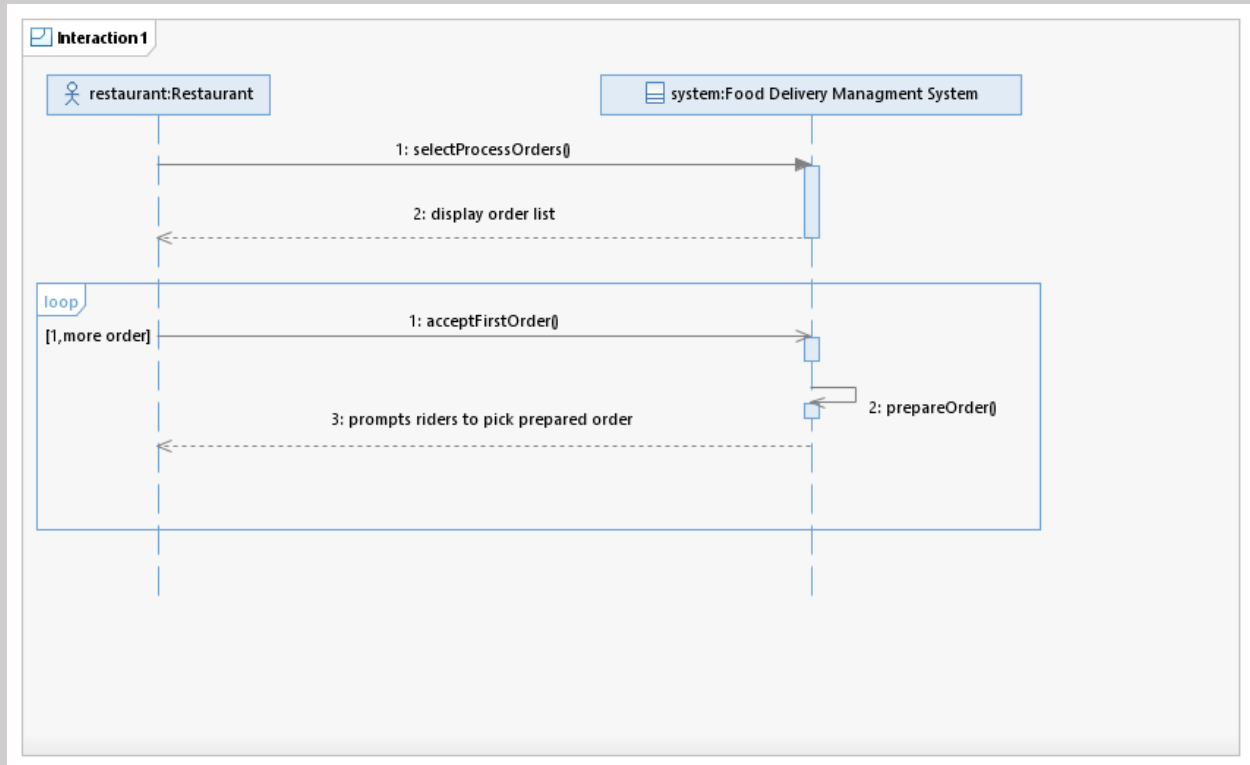 Interaction1
restaurant:Restaurant
system:Food Delivery Managment System
1: selectProcessOrders()
2: display order list
loop
[1,more order]
1: acceptFirstOrder()
2: prepareOrder()
3: prompts riders to pick prepared order